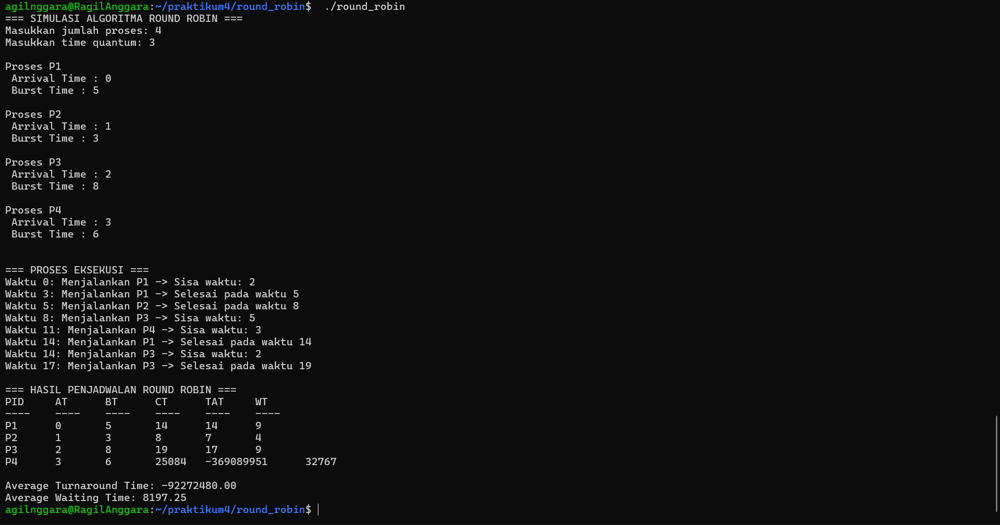 agilnggara@RagilAnggara:~/praktikum4/round_robin$  ./round_robin
=== SIMULASI ALGORITMA ROUND ROBIN ===
Masukkan jumlah proses: 4
Masukkan time quantum: 3
Proses P1
 Arrival Time : 0
 Burst Time : 5
Proses P2
 Arrival Time : 1
 Burst Time : 3
Proses P3
 Arrival Time : 2
 Burst Time : 8
Proses P4
 Arrival Time : 3
 Burst Time : 6
=== PROSES EKSEKUSI ===
Waktu 0: Menjalankan P1 -> Sisa waktu: 2
Waktu 3: Menjalankan P1 -> Selesai pada waktu 5
Waktu 5: Menjalankan P2 -> Selesai pada waktu 8
Waktu 8: Menjalankan P3 -> Sisa waktu: 5
Waktu 11: Menjalankan P4 -> Sisa waktu: 3
Waktu 14: Menjalankan P1 -> Selesai pada waktu 14
Waktu 14: Menjalankan P3 -> Sisa waktu: 2
Waktu 17: Menjalankan P3 -> Selesai pada waktu 19
=== HASIL PENJADWALAN ROUND ROBIN ===
PID     AT      BT      CT      TAT     WT
----    ----    ----    ----    ----    ----
P1      0       5       14      14      9
P2      1       3       8       7       4
P3      2       8       19      17      9
P4      3       6       25084   -369089951      32767
Average Turnaround Time: -92272480.00
Average Waiting Time: 8197.25
agilnggara@RagilAnggara:~/praktikum4/round_robin$